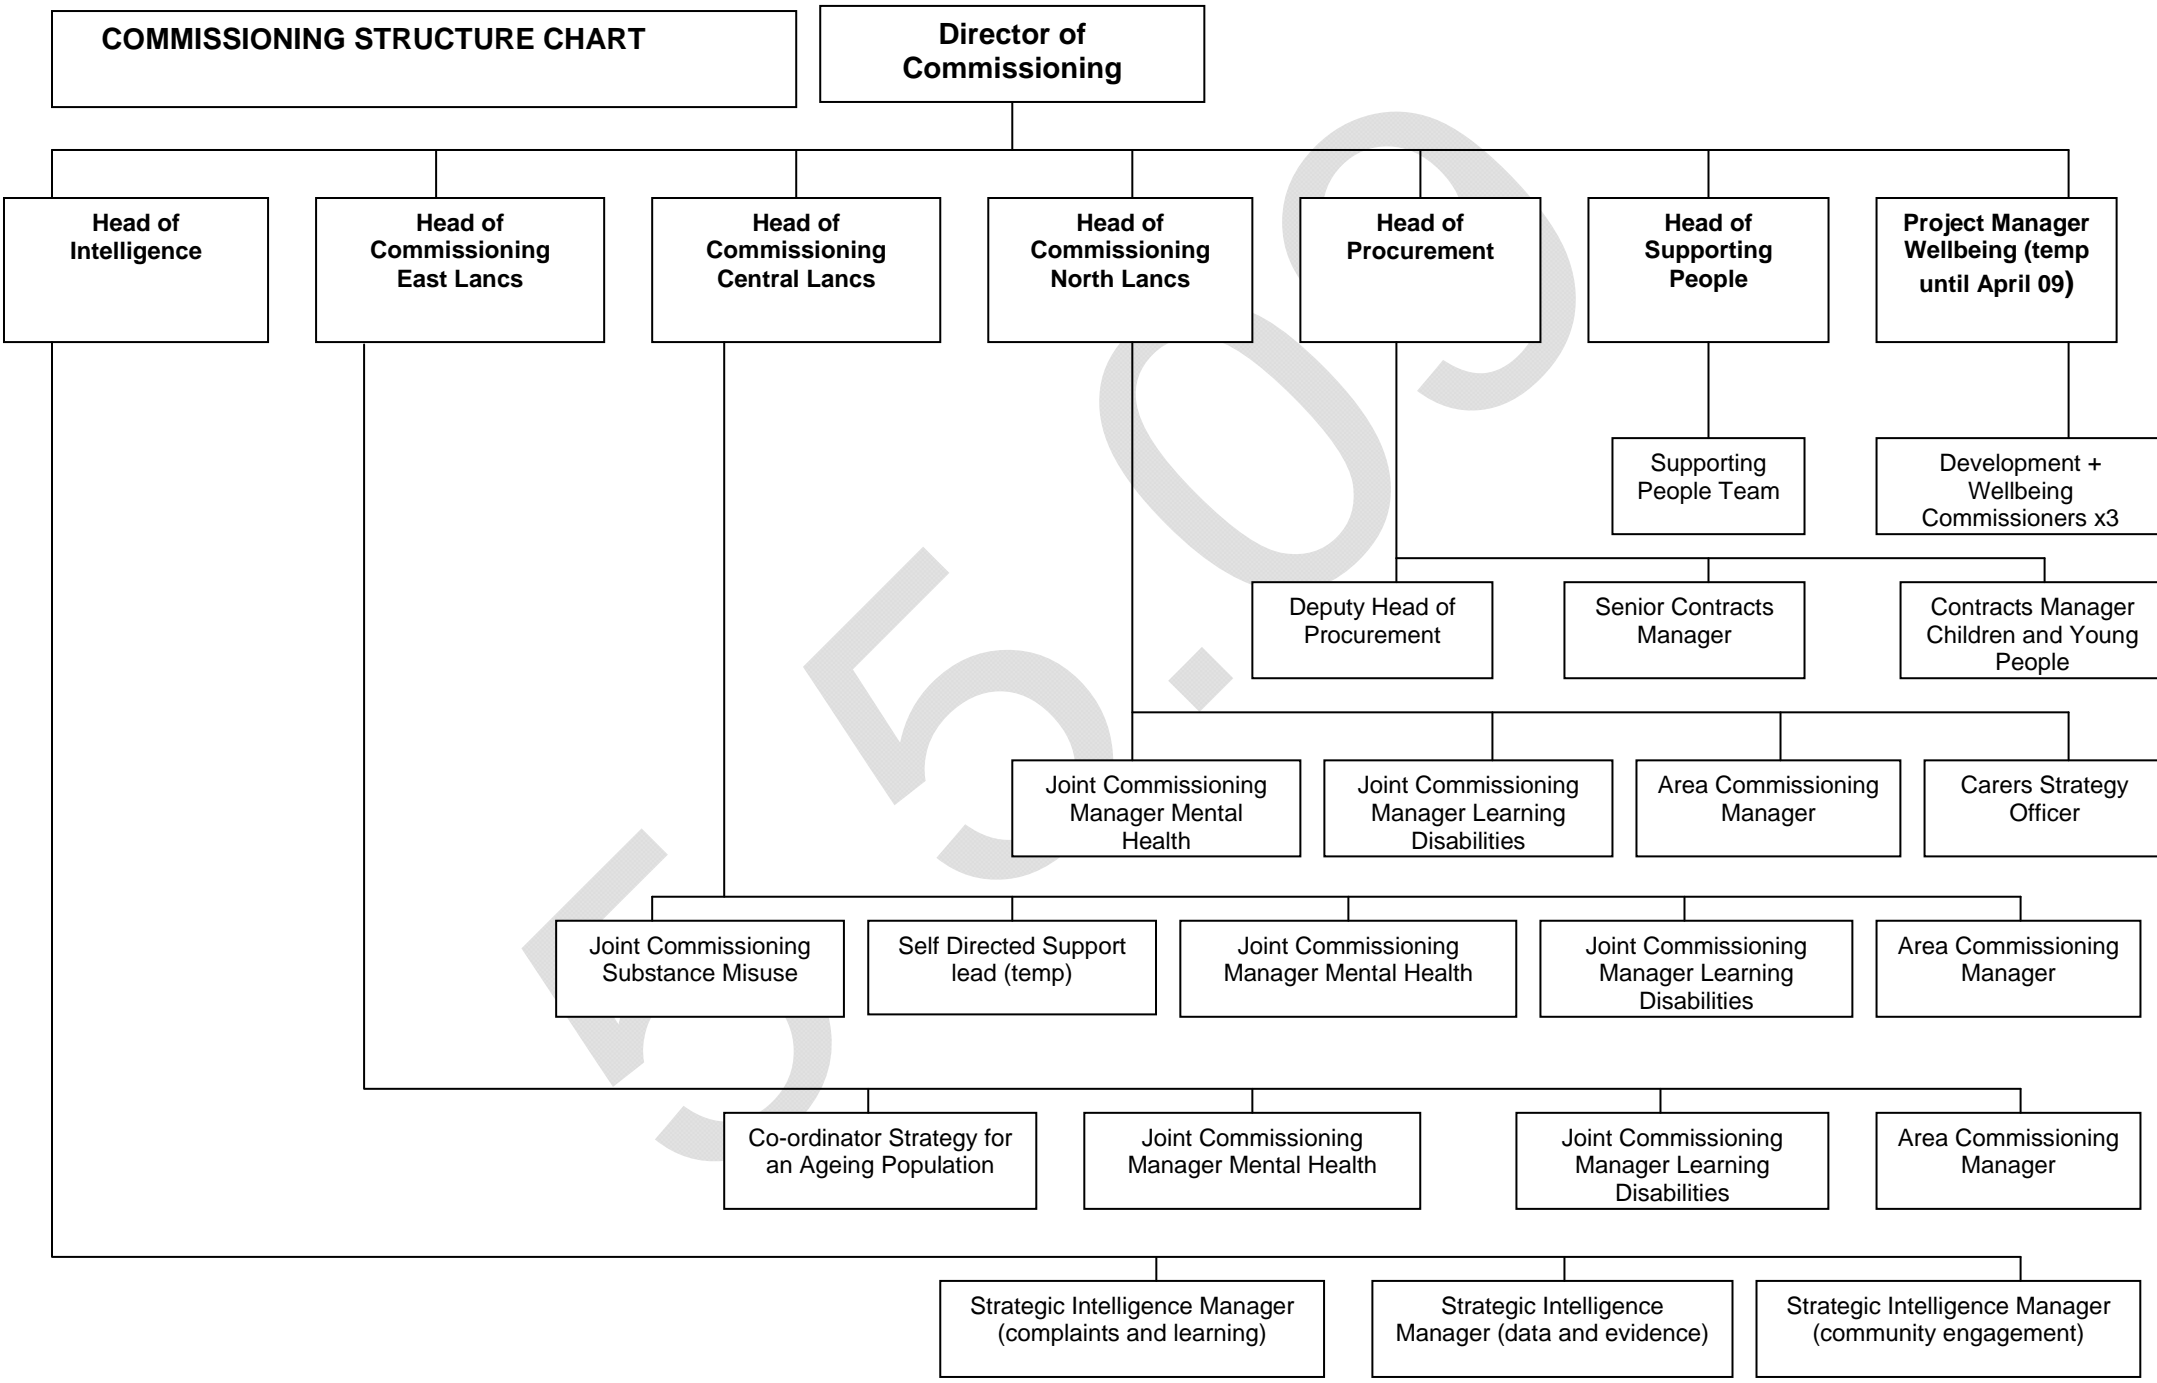 COMMISSIONING STRUCTURE CHART
Director of
Commissioning
Head of
Intelligence
Head of
Commissioning
East Lancs
Head of
Commissioning
Central Lancs
Head of
Commissioning
North Lancs
Head of
Procurement
Head of
Supporting
People
Project Manager
Wellbeing (temp
until April 09)
Supporting
People Team
Development +
Wellbeing
Commissioners x3
Deputy Head of
Procurement
Senior Contracts
Manager
Contracts Manager
Children and Young
People
Joint Commissioning
Manager Mental
Health
Joint Commissioning
Manager Learning
Disabilities
Area Commissioning
Manager
Carers Strategy
Officer
Joint Commissioning
Substance Misuse
Self Directed Support
lead (temp)
Joint Commissioning
Manager Mental Health
Joint Commissioning
Manager Learning
Disabilities
Area Commissioning
Manager
Co-ordinator Strategy for
an Ageing Population
Joint Commissioning
Manager Mental Health
Joint Commissioning
Manager Learning
Disabilities
Area Commissioning
Manager
Strategic Intelligence Manager
(complaints and learning)
Strategic Intelligence
Manager (data and evidence)
Strategic Intelligence Manager
(community engagement)
5 5.09